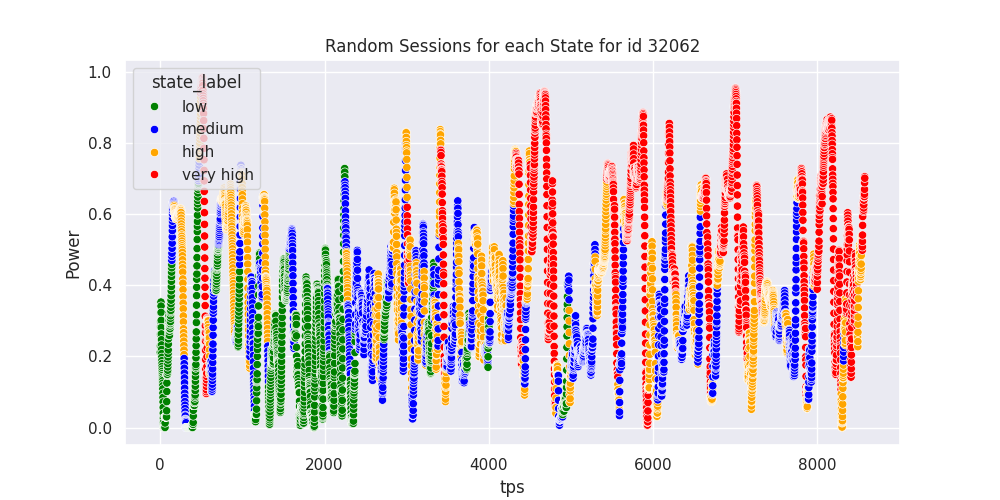 Random Sessions for each State for id 32062
1.0
0.8
0.6
0.4
0.2
0.0
Power
state_label
low
medium
high
very high
0
2000
4000
6000
8000
tps